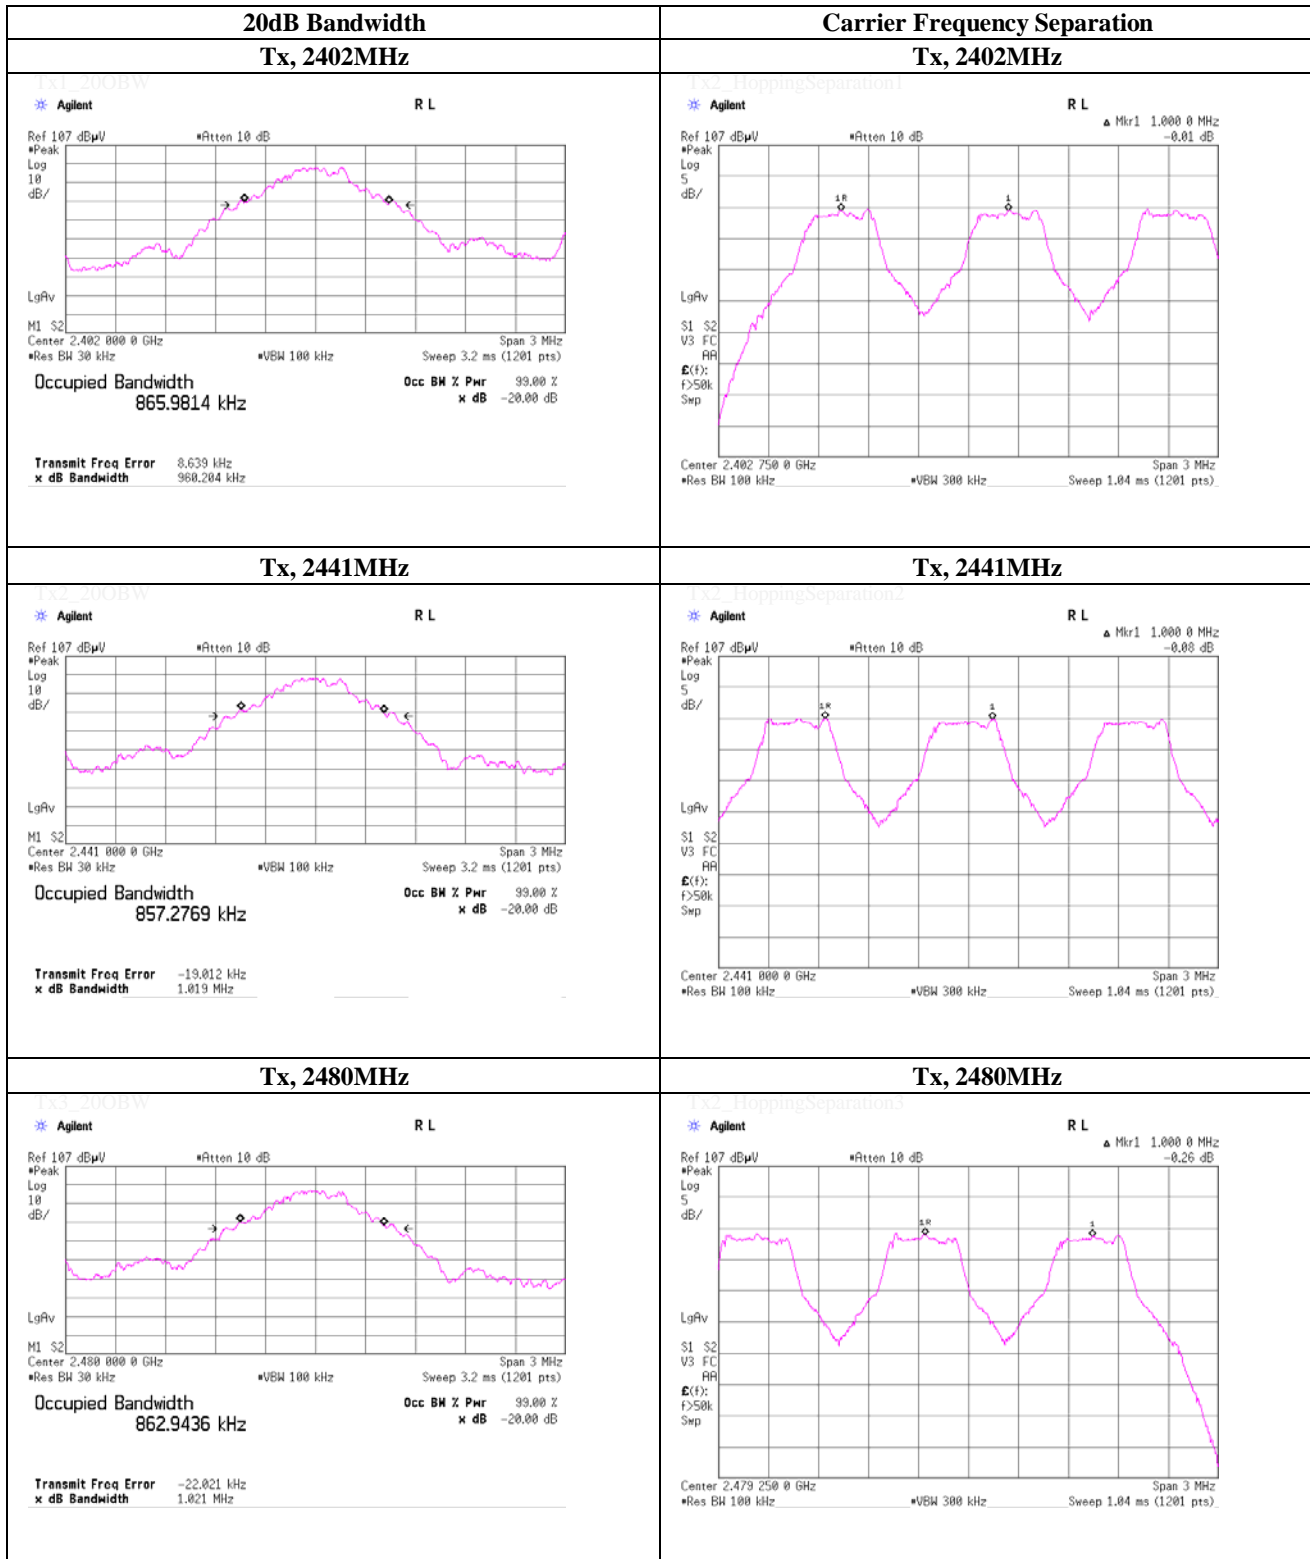 20dB Bandwidth
Carrier Frequency Separation
Tx, 2402MHz
Tx, 2402MHz
Tx1_20OBW
Agilent
R L
Ref 107 dBµV
#Atten 10 dB
#Peak
Log
10
dB/
LgAv
M1 S2
Center 2.402 000 0 GHz
Span 3 MHz
#Res BW 30 kHz
#VBW 100 kHz
Sweep 3.2 ms (1201 pts)
Occupied Bandwidth
865.9814 kHz
Occ BW % Pwr 99.00 %
x dB -20.00 dB
Transmit Freq Error 8.639 kHz
x dB Bandwidth 960.204 kHz
Tx2_HoppingSeparation1
Agilent
R L
Δ Mkr1 1.000 0 MHz
Ref 107 dBµV
#Atten 10 dB
-0.01 dB
#Peak
Log
5
dB/
1R
1
LgAv
S1 S2
V3 FC
AA
£(f):
f>50k
Swp
Center 2.402 750 0 GHz
Span 3 MHz
#Res BW 100 kHz
#VBW 300 kHz
Sweep 1.04 ms (1201 pts)
Tx, 2441MHz
Tx, 2441MHz
Tx2_20OBW
Agilent
R L
Ref 107 dBµV
#Atten 10 dB
#Peak
Log
10
dB/
LgAv
M1 S2
Center 2.441 000 0 GHz
Span 3 MHz
#Res BW 30 kHz
#VBW 100 kHz
Sweep 3.2 ms (1201 pts)
Occupied Bandwidth
857.2769 kHz
Occ BW % Pwr 99.00 %
x dB -20.00 dB
Transmit Freq Error -19.012 kHz
x dB Bandwidth 1.019 MHz
Tx2_HoppingSeparation2
Agilent
R L
Δ Mkr1 1.000 0 MHz
Ref 107 dBµV
#Atten 10 dB
-0.08 dB
#Peak
Log
5
dB/
1R
1
LgAv
S1 S2
V3 FC
AA
£(f):
f>50k
Swp
Center 2.441 000 0 GHz
Span 3 MHz
#Res BW 100 kHz
#VBW 300 kHz
Sweep 1.04 ms (1201 pts)
Tx, 2480MHz
Tx, 2480MHz
Tx3_20OBW
Agilent
R L
Ref 107 dBµV
#Atten 10 dB
#Peak
Log
10
dB/
LgAv
M1 S2
Center 2.480 000 0 GHz
Span 3 MHz
#Res BW 30 kHz
#VBW 100 kHz
Sweep 3.2 ms (1201 pts)
Occupied Bandwidth
862.9436 kHz
Occ BW % Pwr 99.00 %
x dB -20.00 dB
Transmit Freq Error -22.021 kHz
x dB Bandwidth 1.021 MHz
Tx2_HoppingSeparation3
Agilent
R L
Δ Mkr1 1.000 0 MHz
Ref 107 dBµV
#Atten 10 dB
-0.26 dB
#Peak
Log
5
dB/
1R
1
LgAv
S1 S2
V3 FC
AA
£(f):
f>50k
Swp
Center 2.479 250 0 GHz
Span 3 MHz
#Res BW 100 kHz
#VBW 300 kHz
Sweep 1.04 ms (1201 pts)